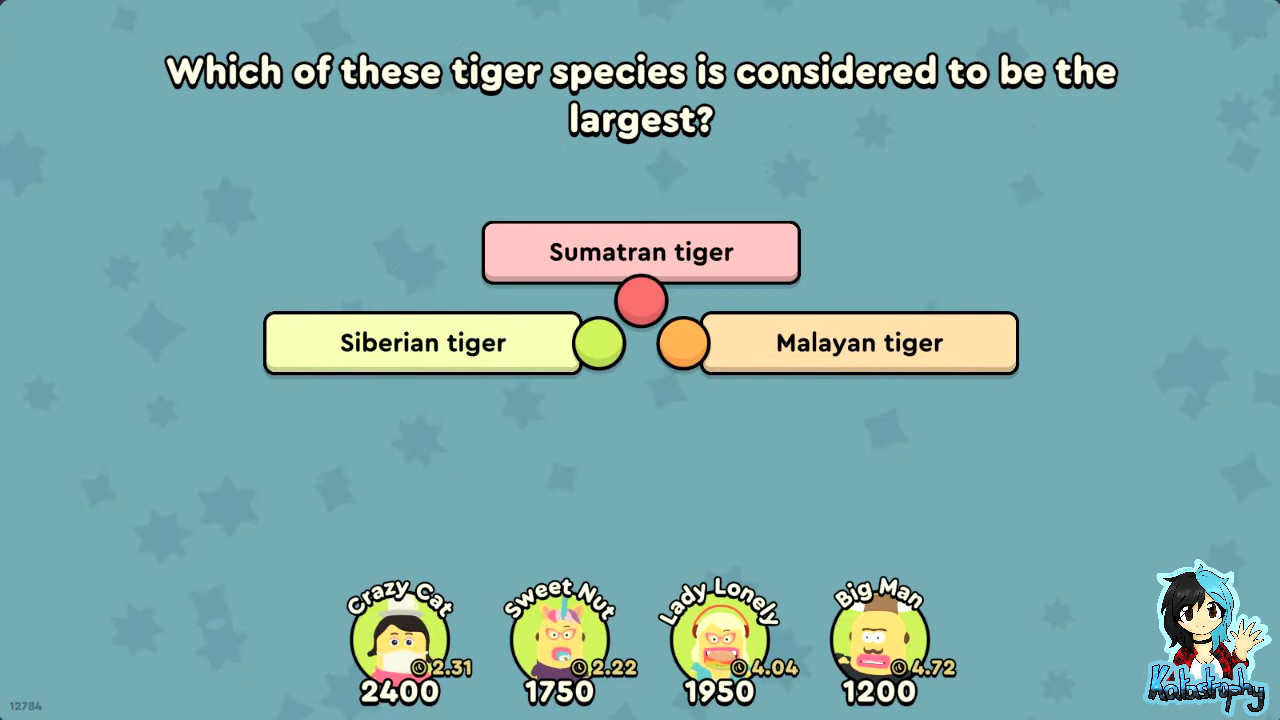 Which of these tiger species is considered to be the
largest?
Sumatran tiger
Siberian tiger
Malayan tiger
Crazy Cat
Sweet Nut
Lady Lonely
Big Man
2.31
2.22
4.04
4.72
2400
1750
1950
1200
12784
Kolastrophy